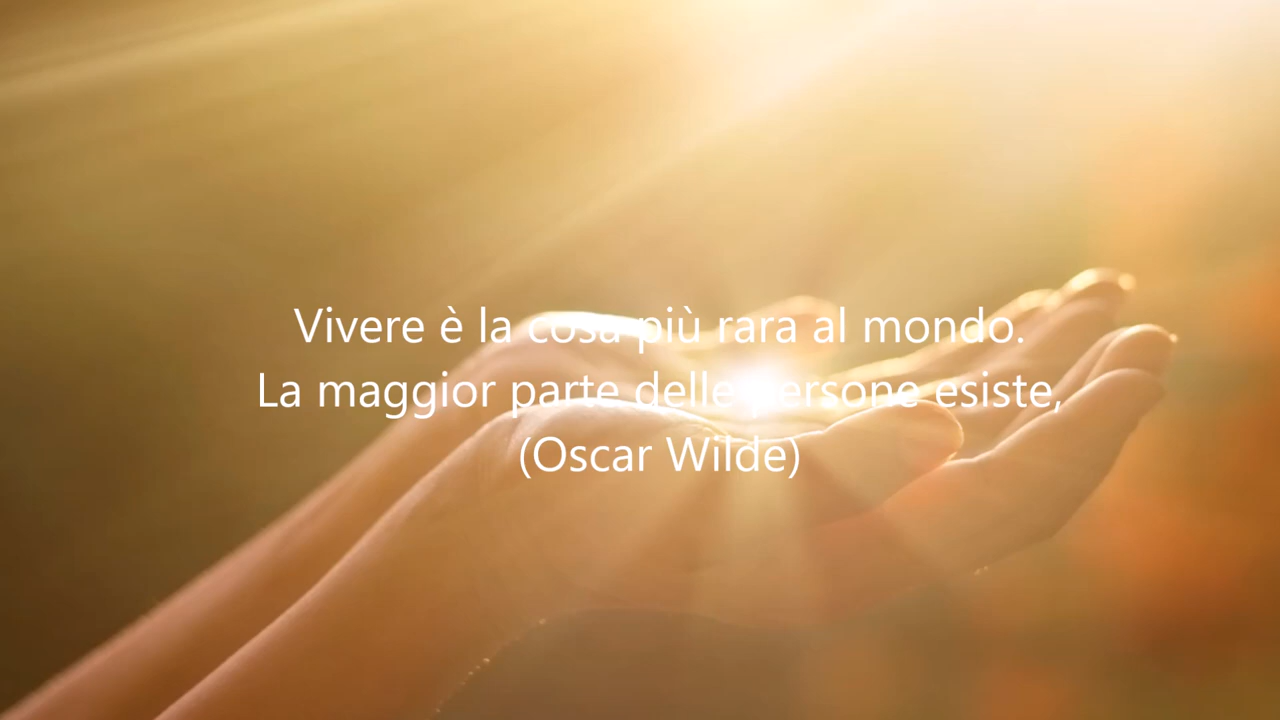 Vivere è la cosa più rara al mondo.
La maggior parte delle persone esiste,
(Oscar Wilde)